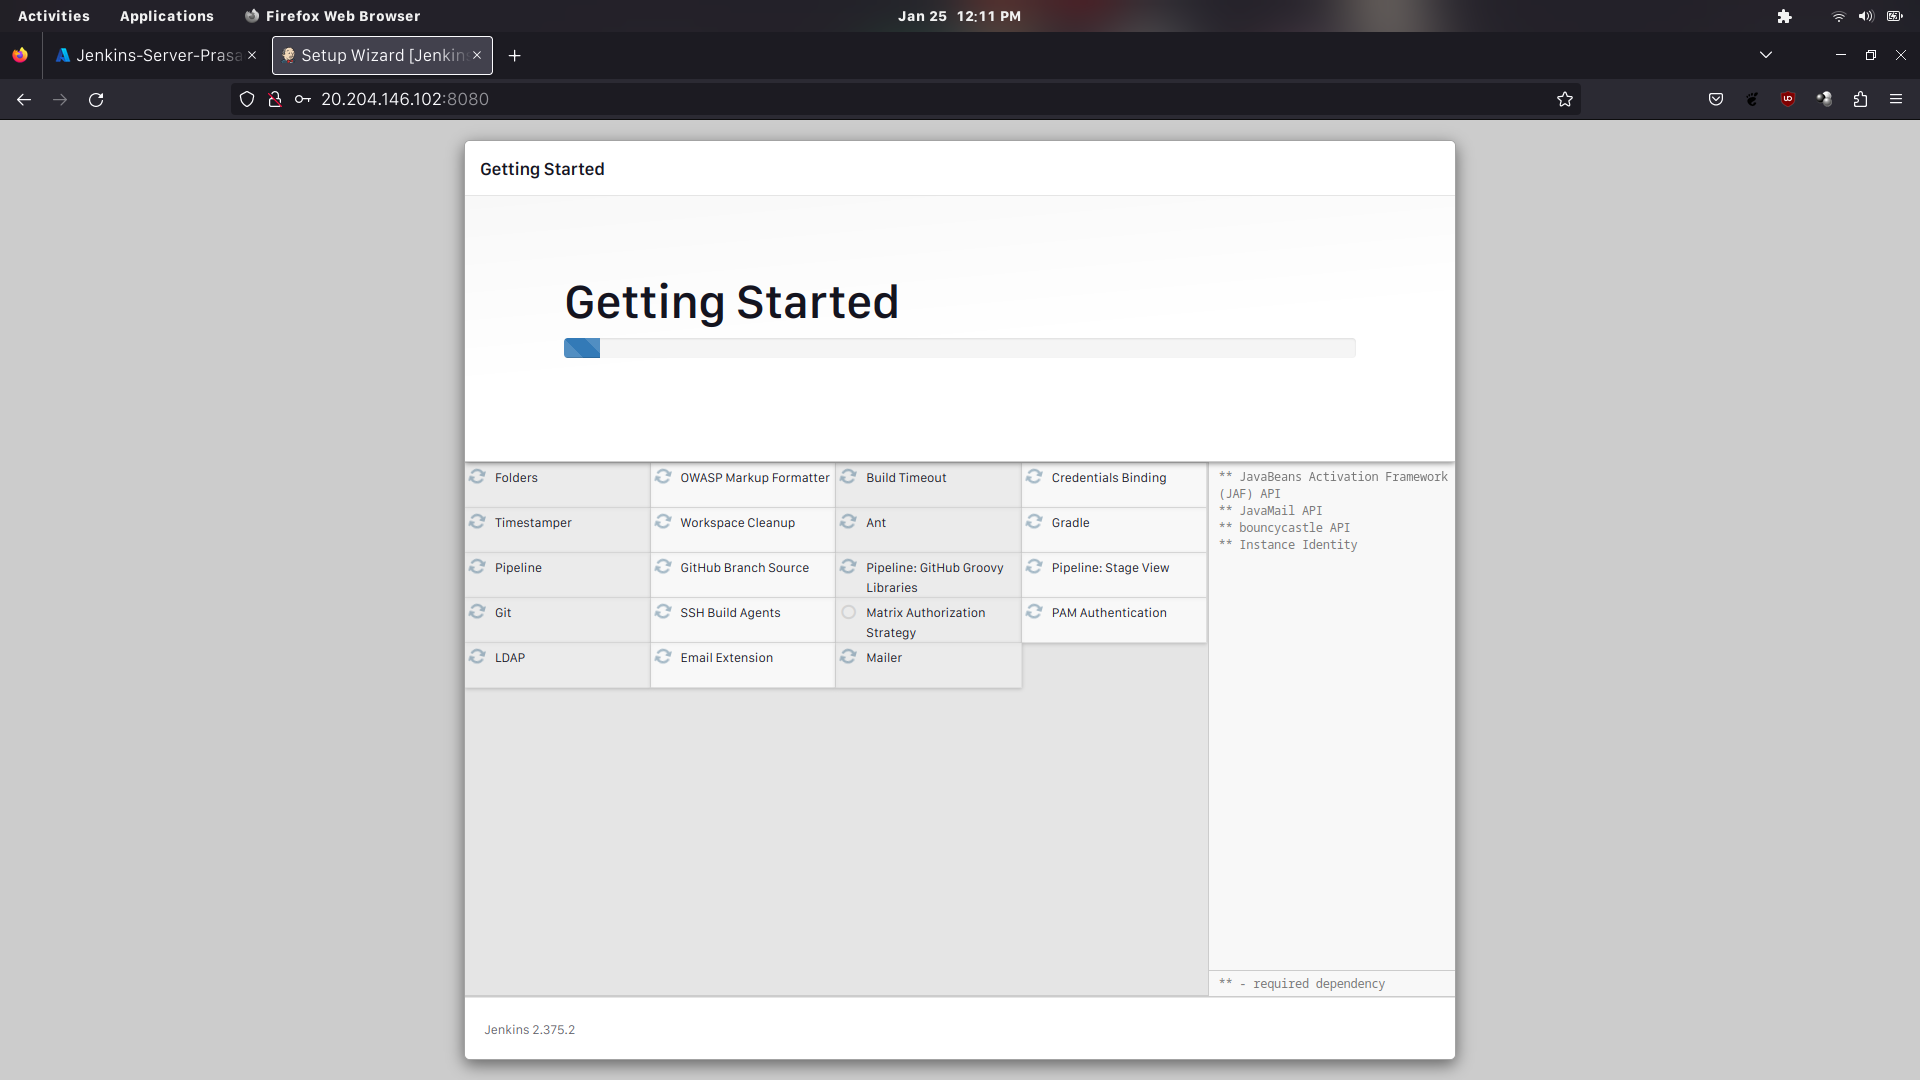 Activities Applications Firefox Web Browser Jan 25 12:11 PM
Jenkins-Server-Prasa Setup Wizard [Jenkins
20.204.146.102:8080
Getting Started
Getting Started
Folders OWASP Markup Formatter Build Timeout Credentials Binding
Timestamper Workspace Cleanup Ant Gradle
Pipeline GitHub Branch Source Pipeline: GitHub Groovy Libraries Pipeline: Stage View
Git SSH Build Agents Matrix Authorization Strategy PAM Authentication
LDAP Email Extension Mailer
** JavaBeans Activation Framework
(JAF) API
** JavaMail API
** bouncycastle API
** Instance Identity
** - required dependency
Jenkins 2.375.2